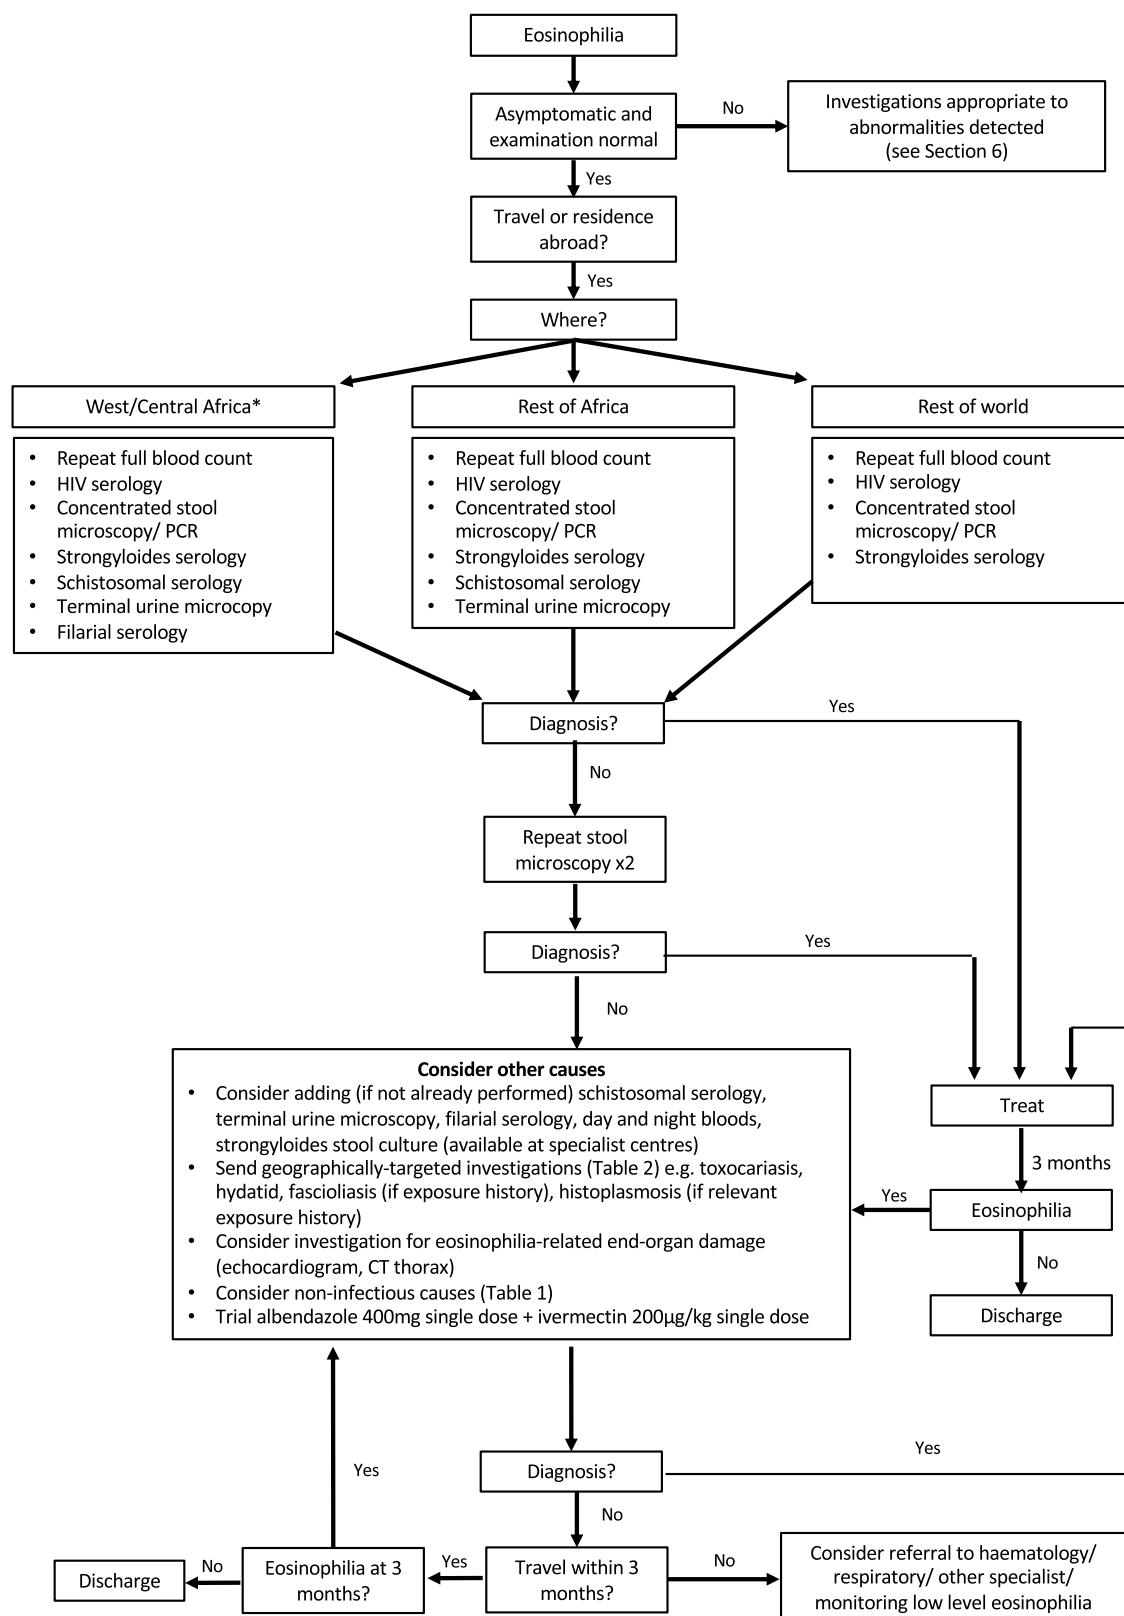 Eosinophilia
Asymptomatic and
examination normal
No
Investigations appropriate to
abnormalities detected
(see Section 6)
Yes
Travel or residence
abroad?
Yes
Where?
West/Central Africa*
• Repeat full blood count
• HIV serology
• Concentrated stool
microscopy/ PCR
• Strongyloides serology
• Schistosomal serology
• Terminal urine microcopy
• Filarial serology
Rest of Africa
• Repeat full blood count
• HIV serology
• Concentrated stool
microscopy/ PCR
• Strongyloides serology
• Schistosomal serology
• Terminal urine microcopy
Rest of world
• Repeat full blood count
• HIV serology
• Concentrated stool
microscopy/ PCR
• Strongyloides serology
Diagnosis?
Yes
No
Repeat stool
microscopy x2
Diagnosis?
Yes
No
Consider other causes
• Consider adding (if not already performed) schistosomal serology,
terminal urine microscopy, filarial serology, day and night bloods,
strongyloides stool culture (available at specialist centres)
• Send geographically-targeted investigations (Table 2) e.g. toxocariasis,
hydatid, fascioliasis (if exposure history), histoplasmosis (if relevant
exposure history)
• Consider investigation for eosinophilia-related end-organ damage
(echocardiogram, CT thorax)
• Consider non-infectious causes (Table 1)
• Trial albendazole 400mg single dose + ivermectin 200µg/kg single dose
Treat
3 months
Yes
Eosinophilia
No
Discharge
Yes
Diagnosis?
Yes
No
Discharge
No
Eosinophilia at 3
months?
Yes
Travel within 3
months?
No
Consider referral to haematology/
respiratory/ other specialist/
monitoring low level eosinophilia